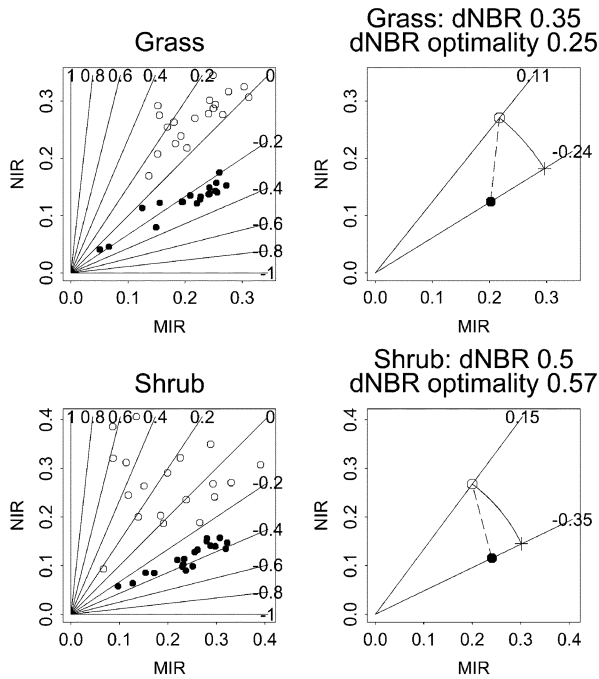 Grass
1 0.8 0.6 0.4 0.2 0
-0.2
-0.4
-0.6
-0.8
-1
0.3
0.2
0.1
0.0
NIR
0.0 0.1 0.2 0.3
MIR
Grass: dNBR 0.35
dNBR optimality 0.25
0.11
-0.24
0.3
0.2
0.1
0.0
NIR
0.0 0.1 0.2 0.3
MIR
Shrub
1 0.8 0.6 0.4 0.2 0
-0.2
-0.4
-0.6
-0.8
-1
0.4
0.3
0.2
0.1
0.0
NIR
0.0 0.1 0.2 0.3 0.4
MIR
Shrub: dNBR 0.5
dNBR optimality 0.57
0.15
-0.35
0.4
0.3
0.2
0.1
0.0
NIR
0.0 0.1 0.2 0.3 0.4
MIR